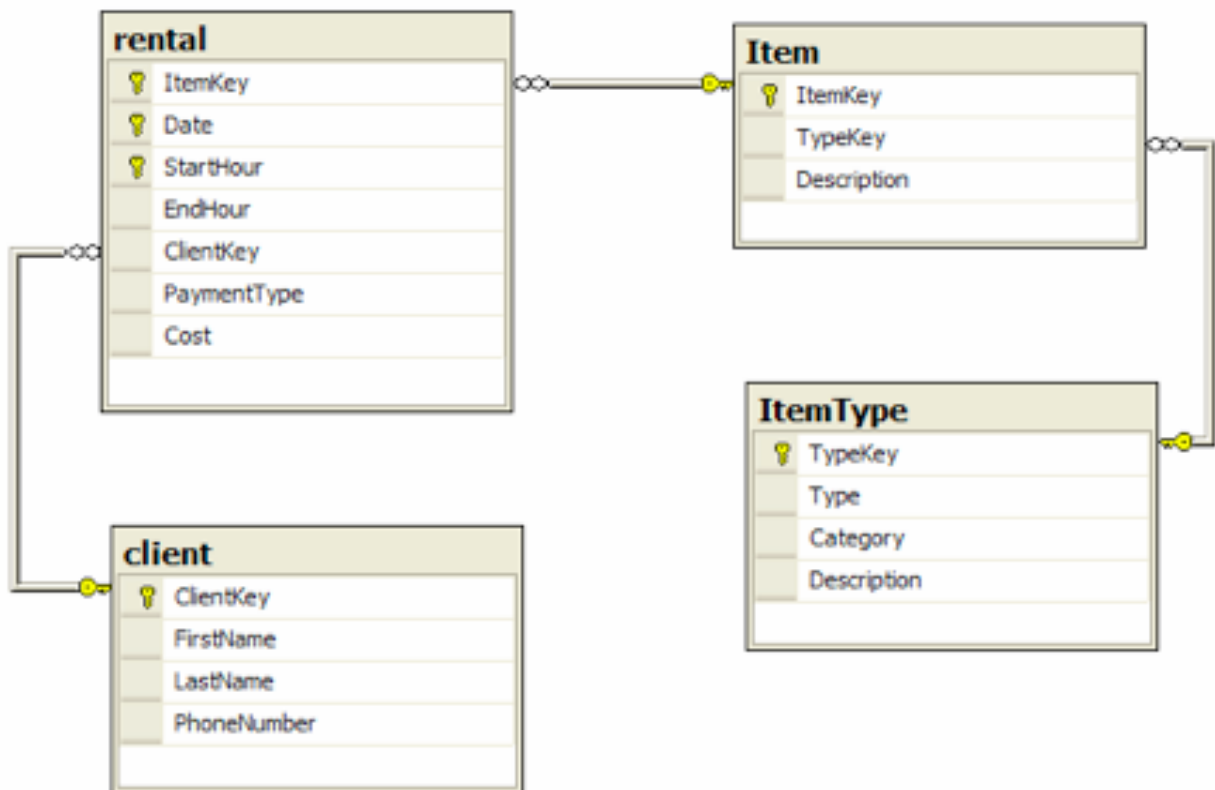 rental
ItemKey
Date
StartHour
EndHour
ClientKey
PaymentType
Cost
Item
ItemKey
TypeKey
Description
ItemType
TypeKey
Type
Category
Description
client
ClientKey
FirstName
LastName
PhoneNumber